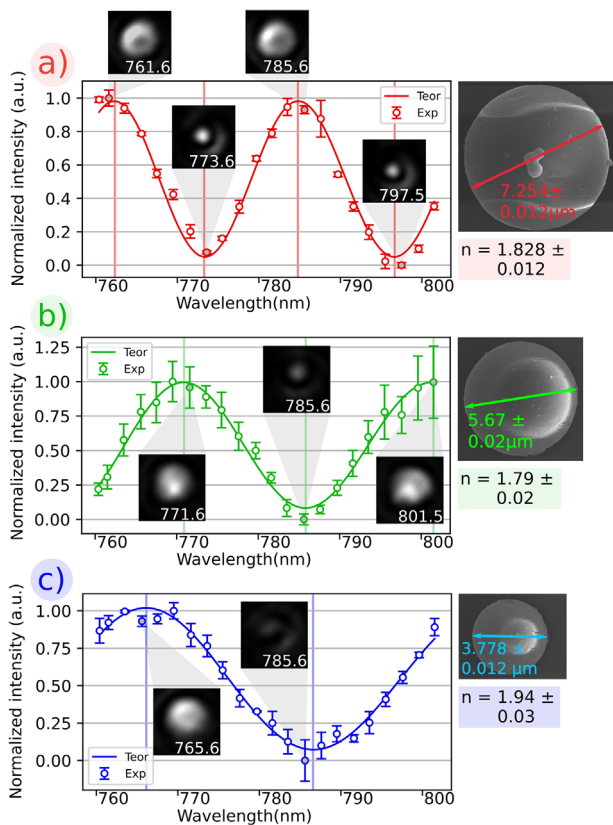 761.6
785.6
a)
Normalized intensity (a.u.)
1.0
0.8
0.6
0.4
0.2
0.0
Teor
Exp
773.6
797.5
760
770
780
790
800
Wavelength(nm)
7.254±
0.012µm
n = 1.828 ±
0.012
b)
Normalized intensity (a.u.)
1.25
1.00
0.75
0.50
0.25
0.00
Teor
Exp
785.6
771.6
801.5
760
770
780
790
800
Wavelength(nm)
5.67 ±
0.02µm
n = 1.79 ±
0.02
c)
Normalized intensity (a.u.)
1.00
0.75
0.50
0.25
0.00
785.6
765.6
Teor
Exp
760
770
780
790
800
Wavelength(nm)
3.778 ±
0.012 µm
n = 1.94 ±
0.03